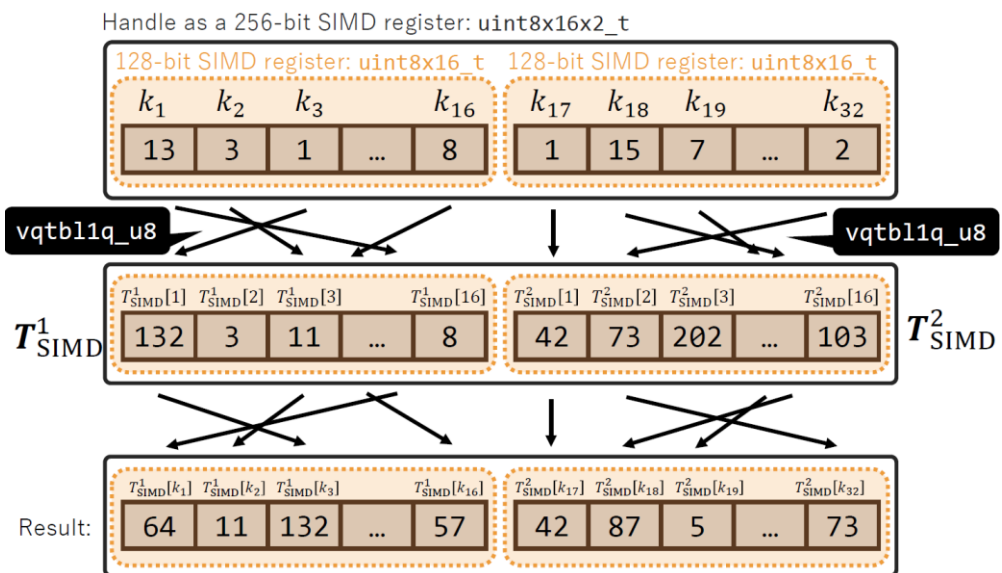 Handle as a 256-bit SIMD register: uint8x16x2_t
128-bit SIMD register: uint8x16_t 128-bit SIMD register: uint8x16_t
k₁ k₂ k₃ k₁₆ k₁₇ k₁₈ k₁₉ k₃₂
13 3 1 … 8 1 15 7 … 2
vqtbl1q_u8 vqtbl1q_u8
T¹SIMD[1] T¹SIMD[2] T¹SIMD[3] T¹SIMD[16] T²SIMD[1] T²SIMD[2] T²SIMD[3] T²SIMD[16]
T¹SIMD 132 3 11 … 8 42 73 202 … 103 T²SIMD
T¹SIMD[k₁] T¹SIMD[k₂] T¹SIMD[k₃] T¹SIMD[k₁₆] T²SIMD[k₁₇] T²SIMD[k₁₈] T²SIMD[k₁₉] T²SIMD[k₃₂]
Result: 64 11 132 … 57 42 87 5 … 73